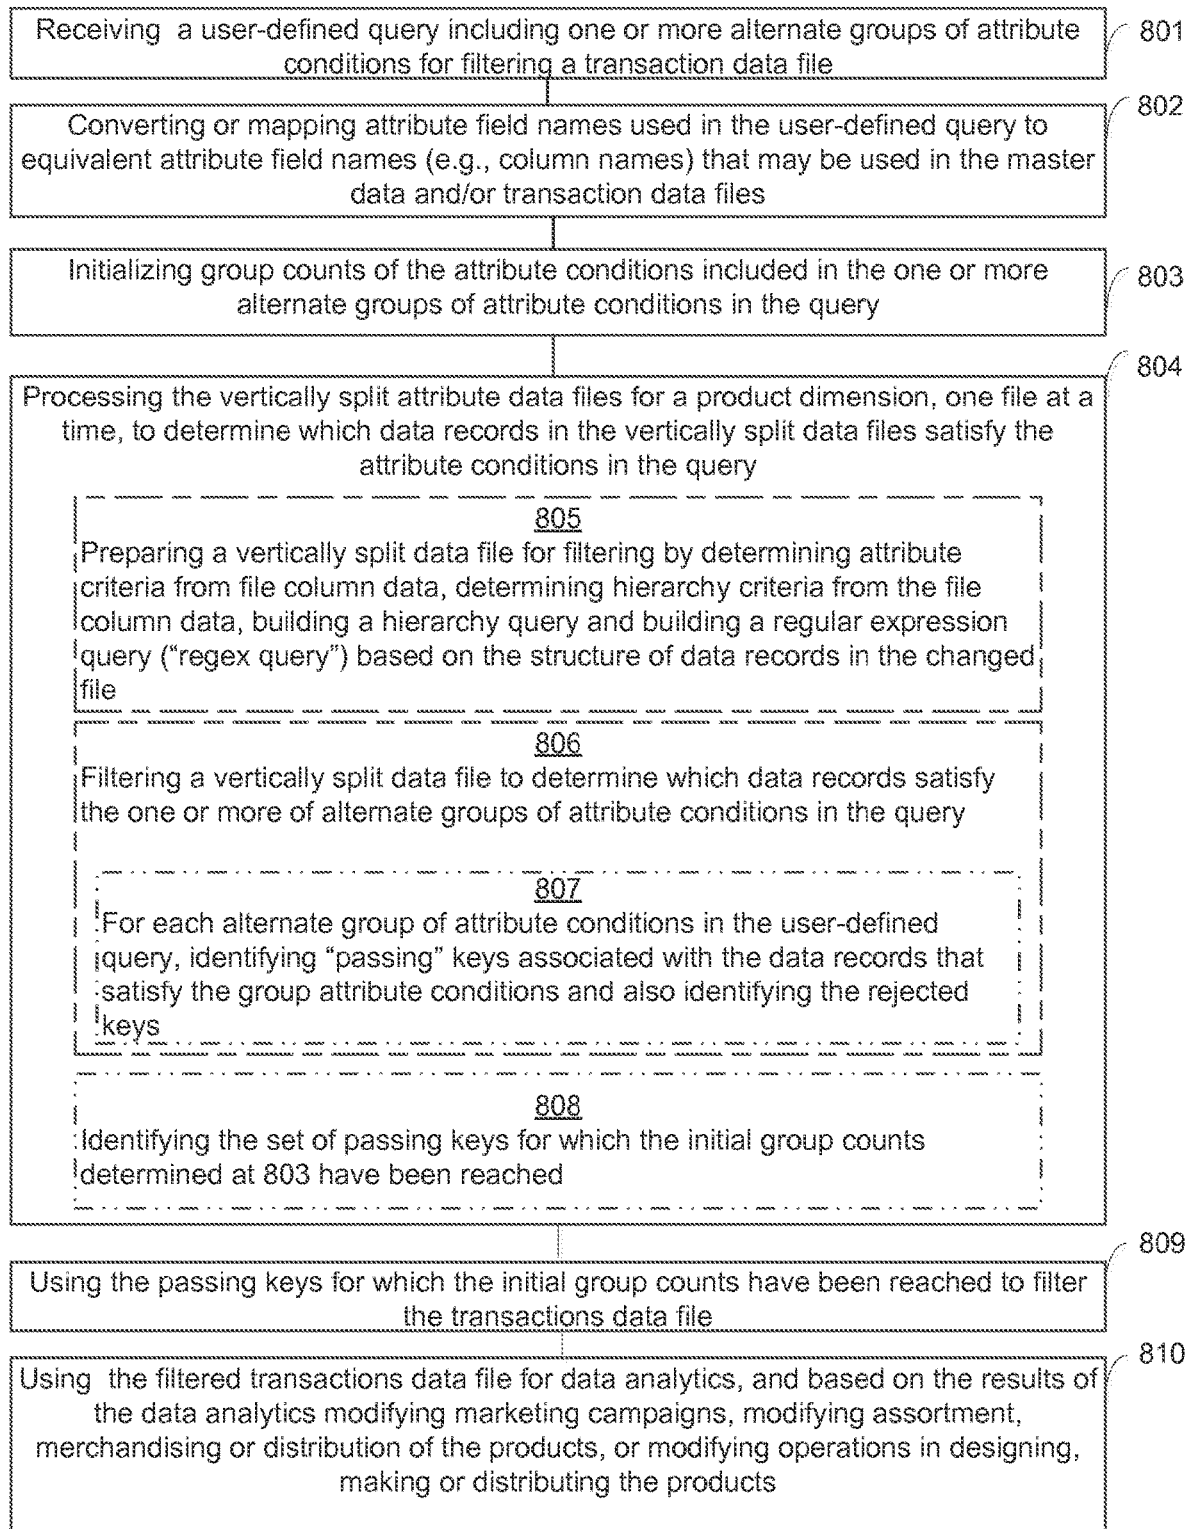 Receiving a user-defined query including one or more alternate groups of attribute
conditions for filtering a transaction data file
801
802
Converting or mapping attribute field names used in the user-defined query to
equivalent attribute field names (e.g., column names) that may be used in the master
data and/or transaction data files
Initializing group counts of the attribute conditions included in the one or more
alternate groups of attribute conditions in the query
803
804
Processing the vertically split attribute data files for a product dimension, one file at a
time, to determine which data records in the vertically split data files satisfy the
attribute conditions in the query
805
Preparing a vertically split data file for filtering by determining attribute
criteria from file column data, determining hierarchy criteria from the file
column data, building a hierarchy query and building a regular expression
query (“regex query”) based on the structure of data records in the changed
file
806
Filtering a vertically split data file to determine which data records satisfy
the one or more of alternate groups of attribute conditions in the query
807
For each alternate group of attribute conditions in the user-defined
query, identifying “passing” keys associated with the data records that
satisfy the group attribute conditions and also identifying the rejected
keys
808
Identifying the set of passing keys for which the initial group counts
determined at 803 have been reached
809
Using the passing keys for which the initial group counts have been reached to filter
the transactions data file
810
Using the filtered transactions data file for data analytics, and based on the results of
the data analytics modifying marketing campaigns, modifying assortment,
merchandising or distribution of the products, or modifying operations in designing,
making or distributing the products